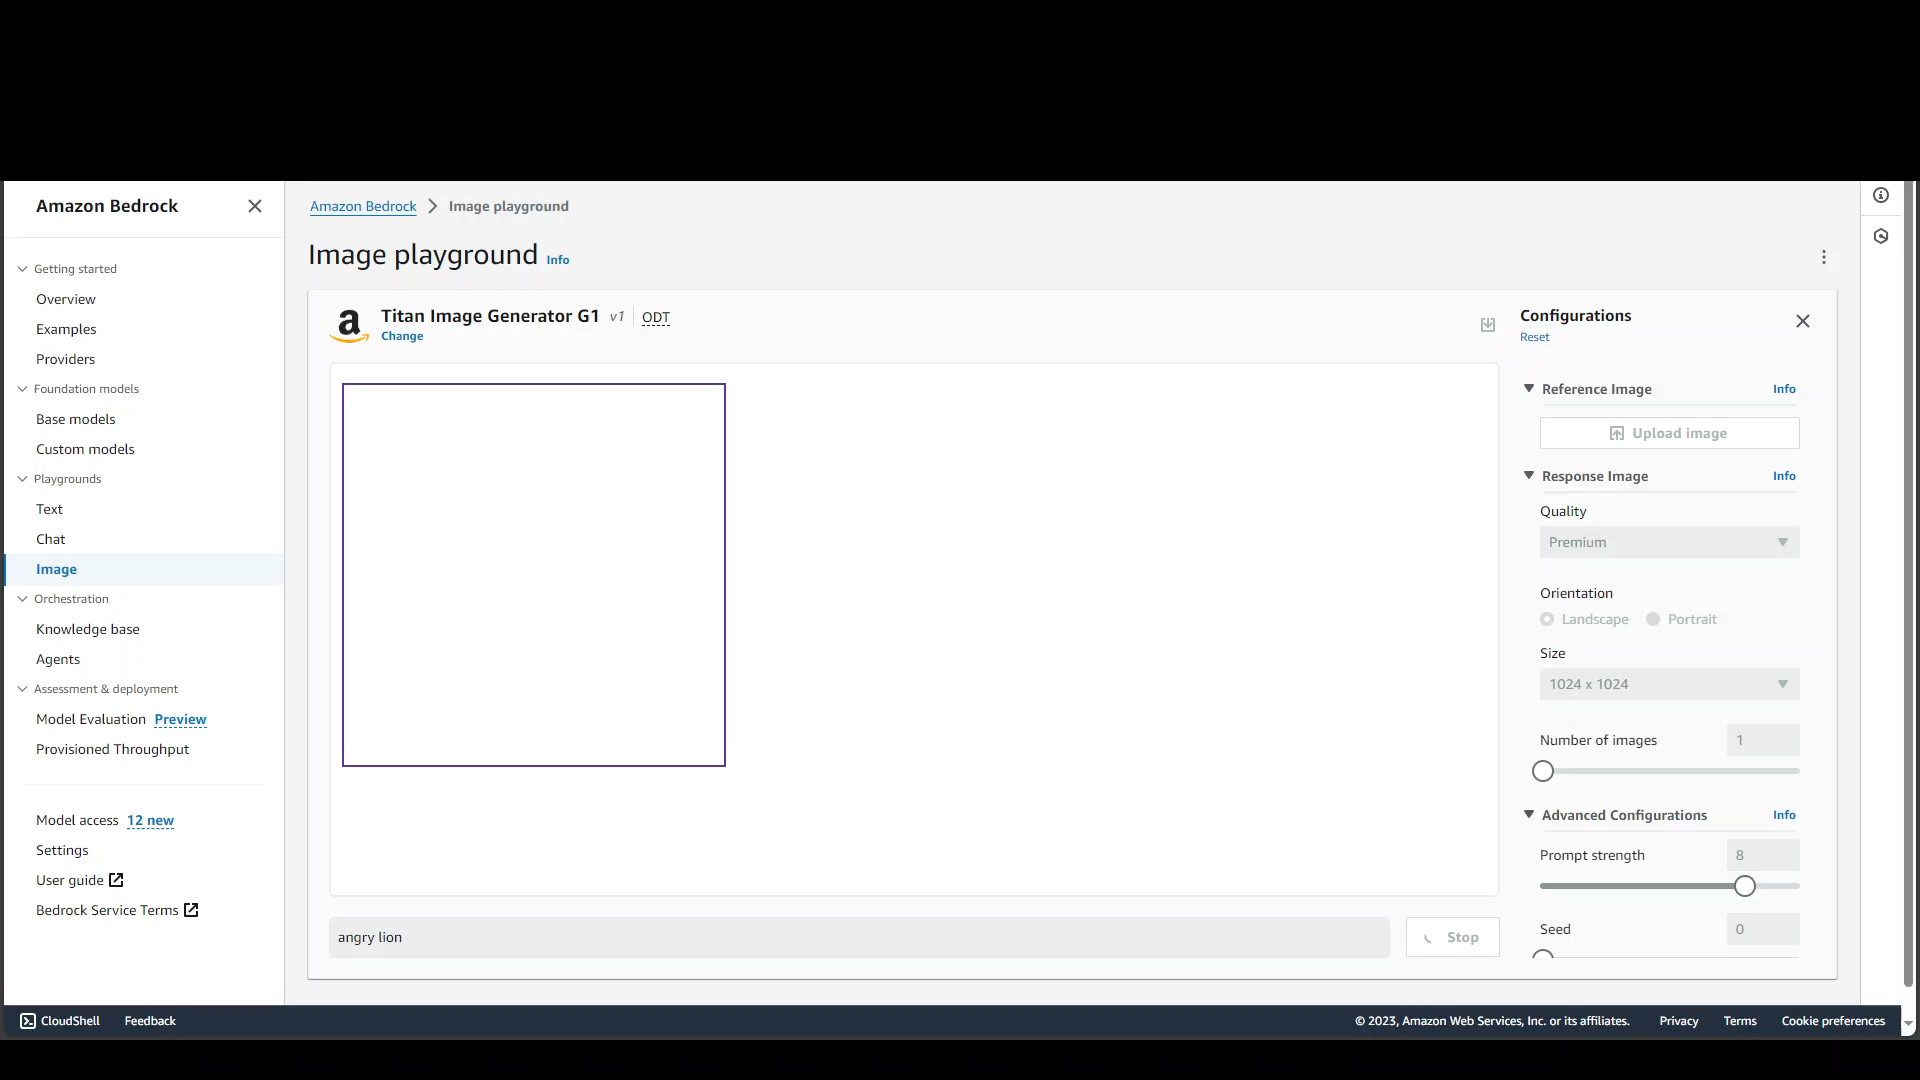 Amazon Bedrock
Getting started
Overview
Examples
Providers
Foundation models
Base models
Custom models
Playgrounds
Text
Chat
Image
Orchestration
Knowledge base
Agents
Assessment & deployment
Model Evaluation Preview
Provisioned Throughput
Model access 12 new
Settings
User guide
Bedrock Service Terms
Amazon Bedrock Image playground
Image playground Info
a Titan Image Generator G1 v1 ODT
Change
angry lion
Stop
Configurations
Reset
Reference Image Info
Upload image
Response Image Info
Quality
Premium
Orientation
Landscape Portrait
Size
1024 x 1024
Number of images 1
Advanced Configurations Info
Prompt strength 8
Seed 0
CloudShell Feedback © 2023, Amazon Web Services, Inc. or its affiliates. Privacy Terms Cookie preferences